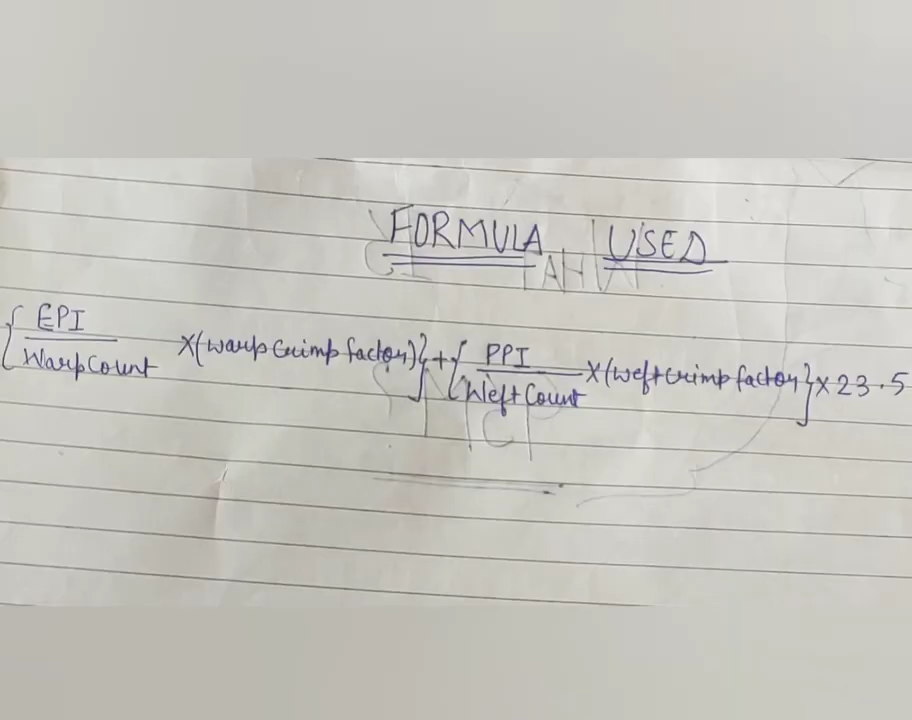 FORMULA USED
{ EPI / Warp Count × (warp crimp factor) } + { PPI / Weft Count × (weft crimp factor } × 23.5